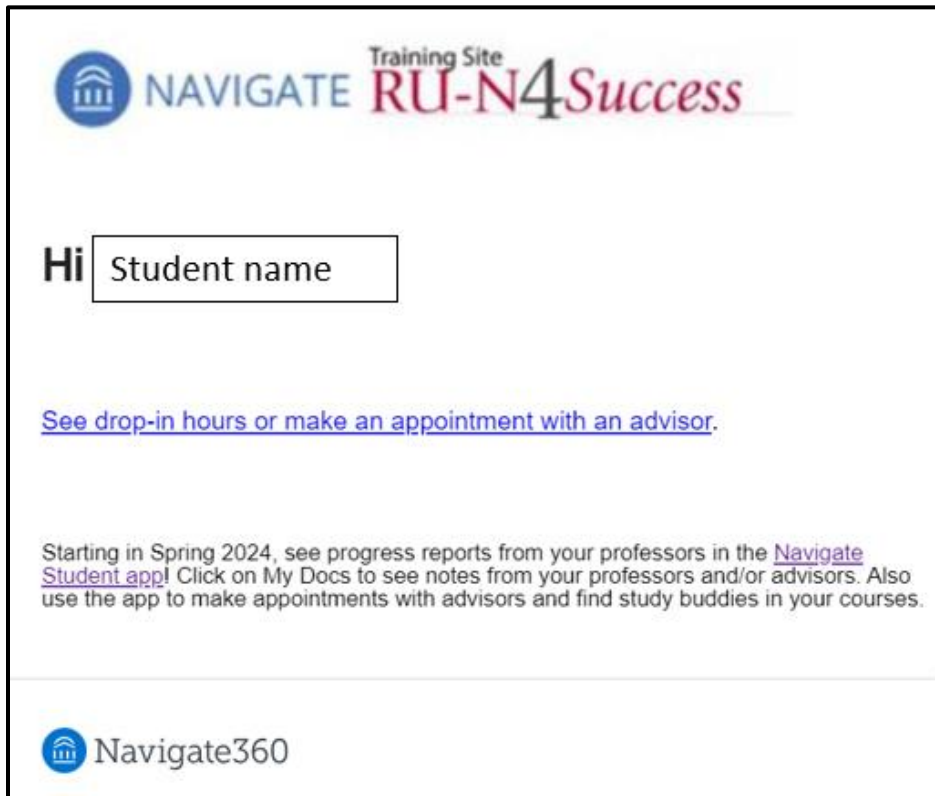 NAVIGATE Training Site
RU-N4Success
Hi Student name
See drop-in hours or make an appointment with an advisor.
Starting in Spring 2024, see progress reports from your professors in the Navigate
Student app! Click on My Docs to see notes from your professors and/or advisors. Also
use the app to make appointments with advisors and find study buddies in your courses.
Navigate360